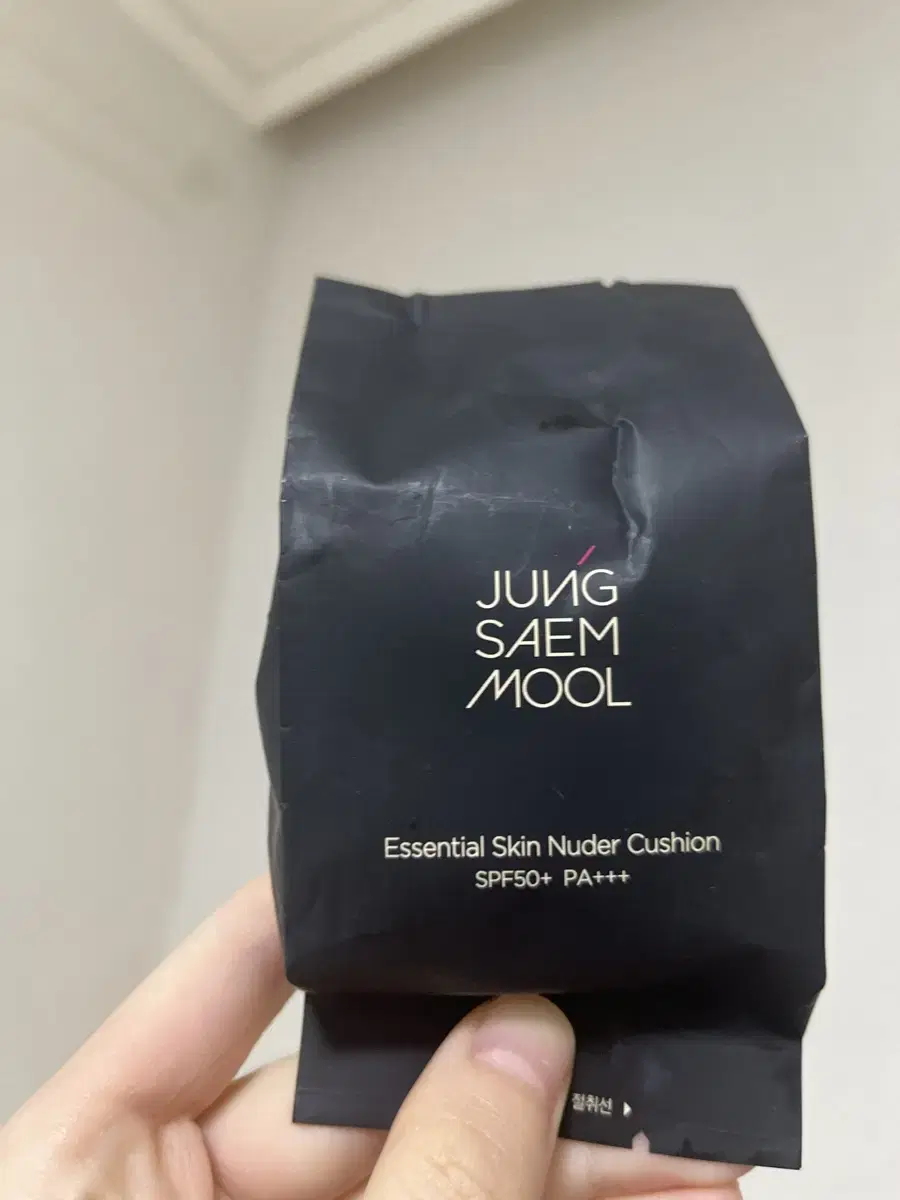 JUNG
SAEM
MOOL
Essential Skin Nuder Cushion
SPF50+ PA+++
절취선